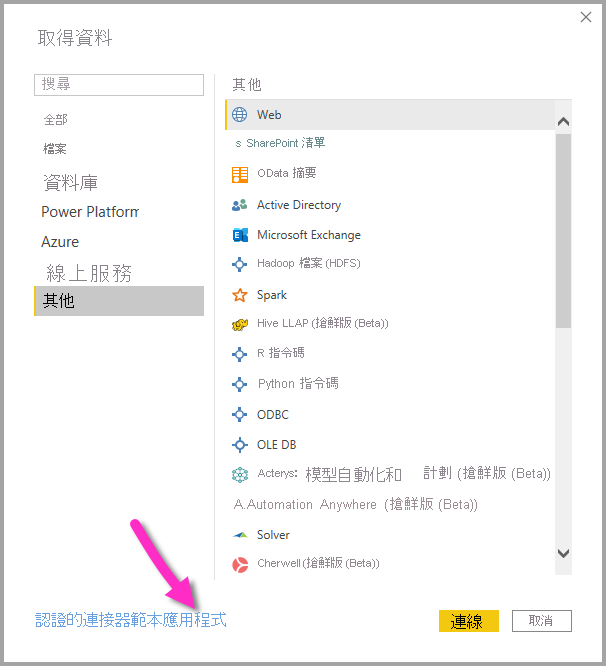 取得資料
搜尋
全部
檔案
資料庫
Power Platform
Azure
線上服務
其他
其他
Web
s SharePoint 清單
OData 摘要
Active Directory
Microsoft Exchange
Hadoop 檔案 (HDFS)
Spark
Hive LLAP (搶鮮版 (Beta))
R 指令碼
Python 指令碼
ODBC
OLE DB
Acterys: 模型自動化和 計劃 (搶鮮版 (Beta))
A.Automation Anywhere (搶鮮版 (Beta))
Solver
Cherwell (搶鮮版 (Beta))
認證的連接器範本應用程式
連線
取消